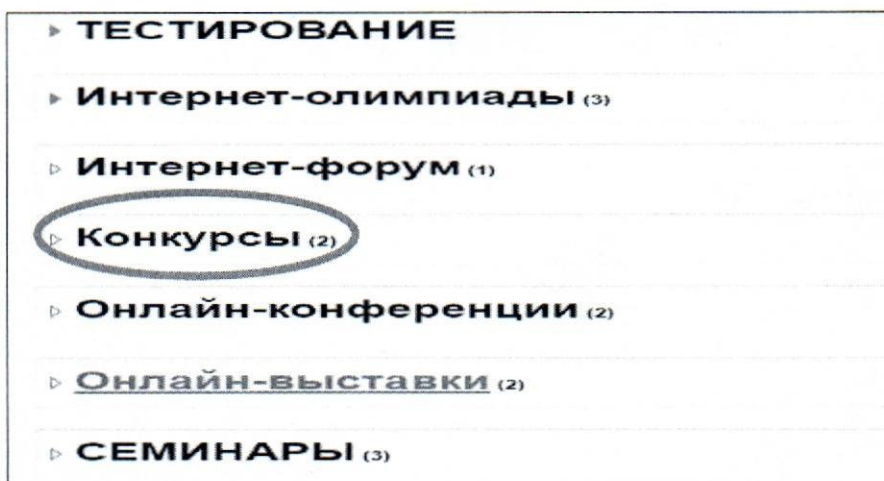 ТЕСТИРОВАНИЕ
Интернет-олимпиады (3)
Интернет-форум (1)
Конкурсы (2)
Онлайн-конференции (2)
Онлайн-выставки (2)
СЕМИНАРЫ (3)